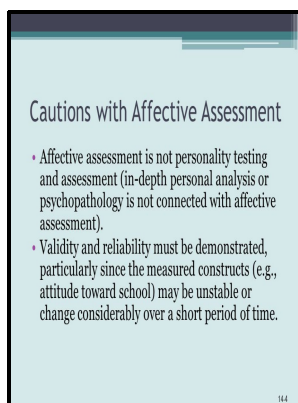 Cautions with Affective Assessment
• Affective assessment is not personality testing
and assessment (in-depth personal analysis or
psychopathology is not connected with affective
assessment).
• Validity and reliability must be demonstrated,
particularly since the measured constructs (e.g.,
attitude toward school) may be unstable or
change considerably over a short period of time.
14-4